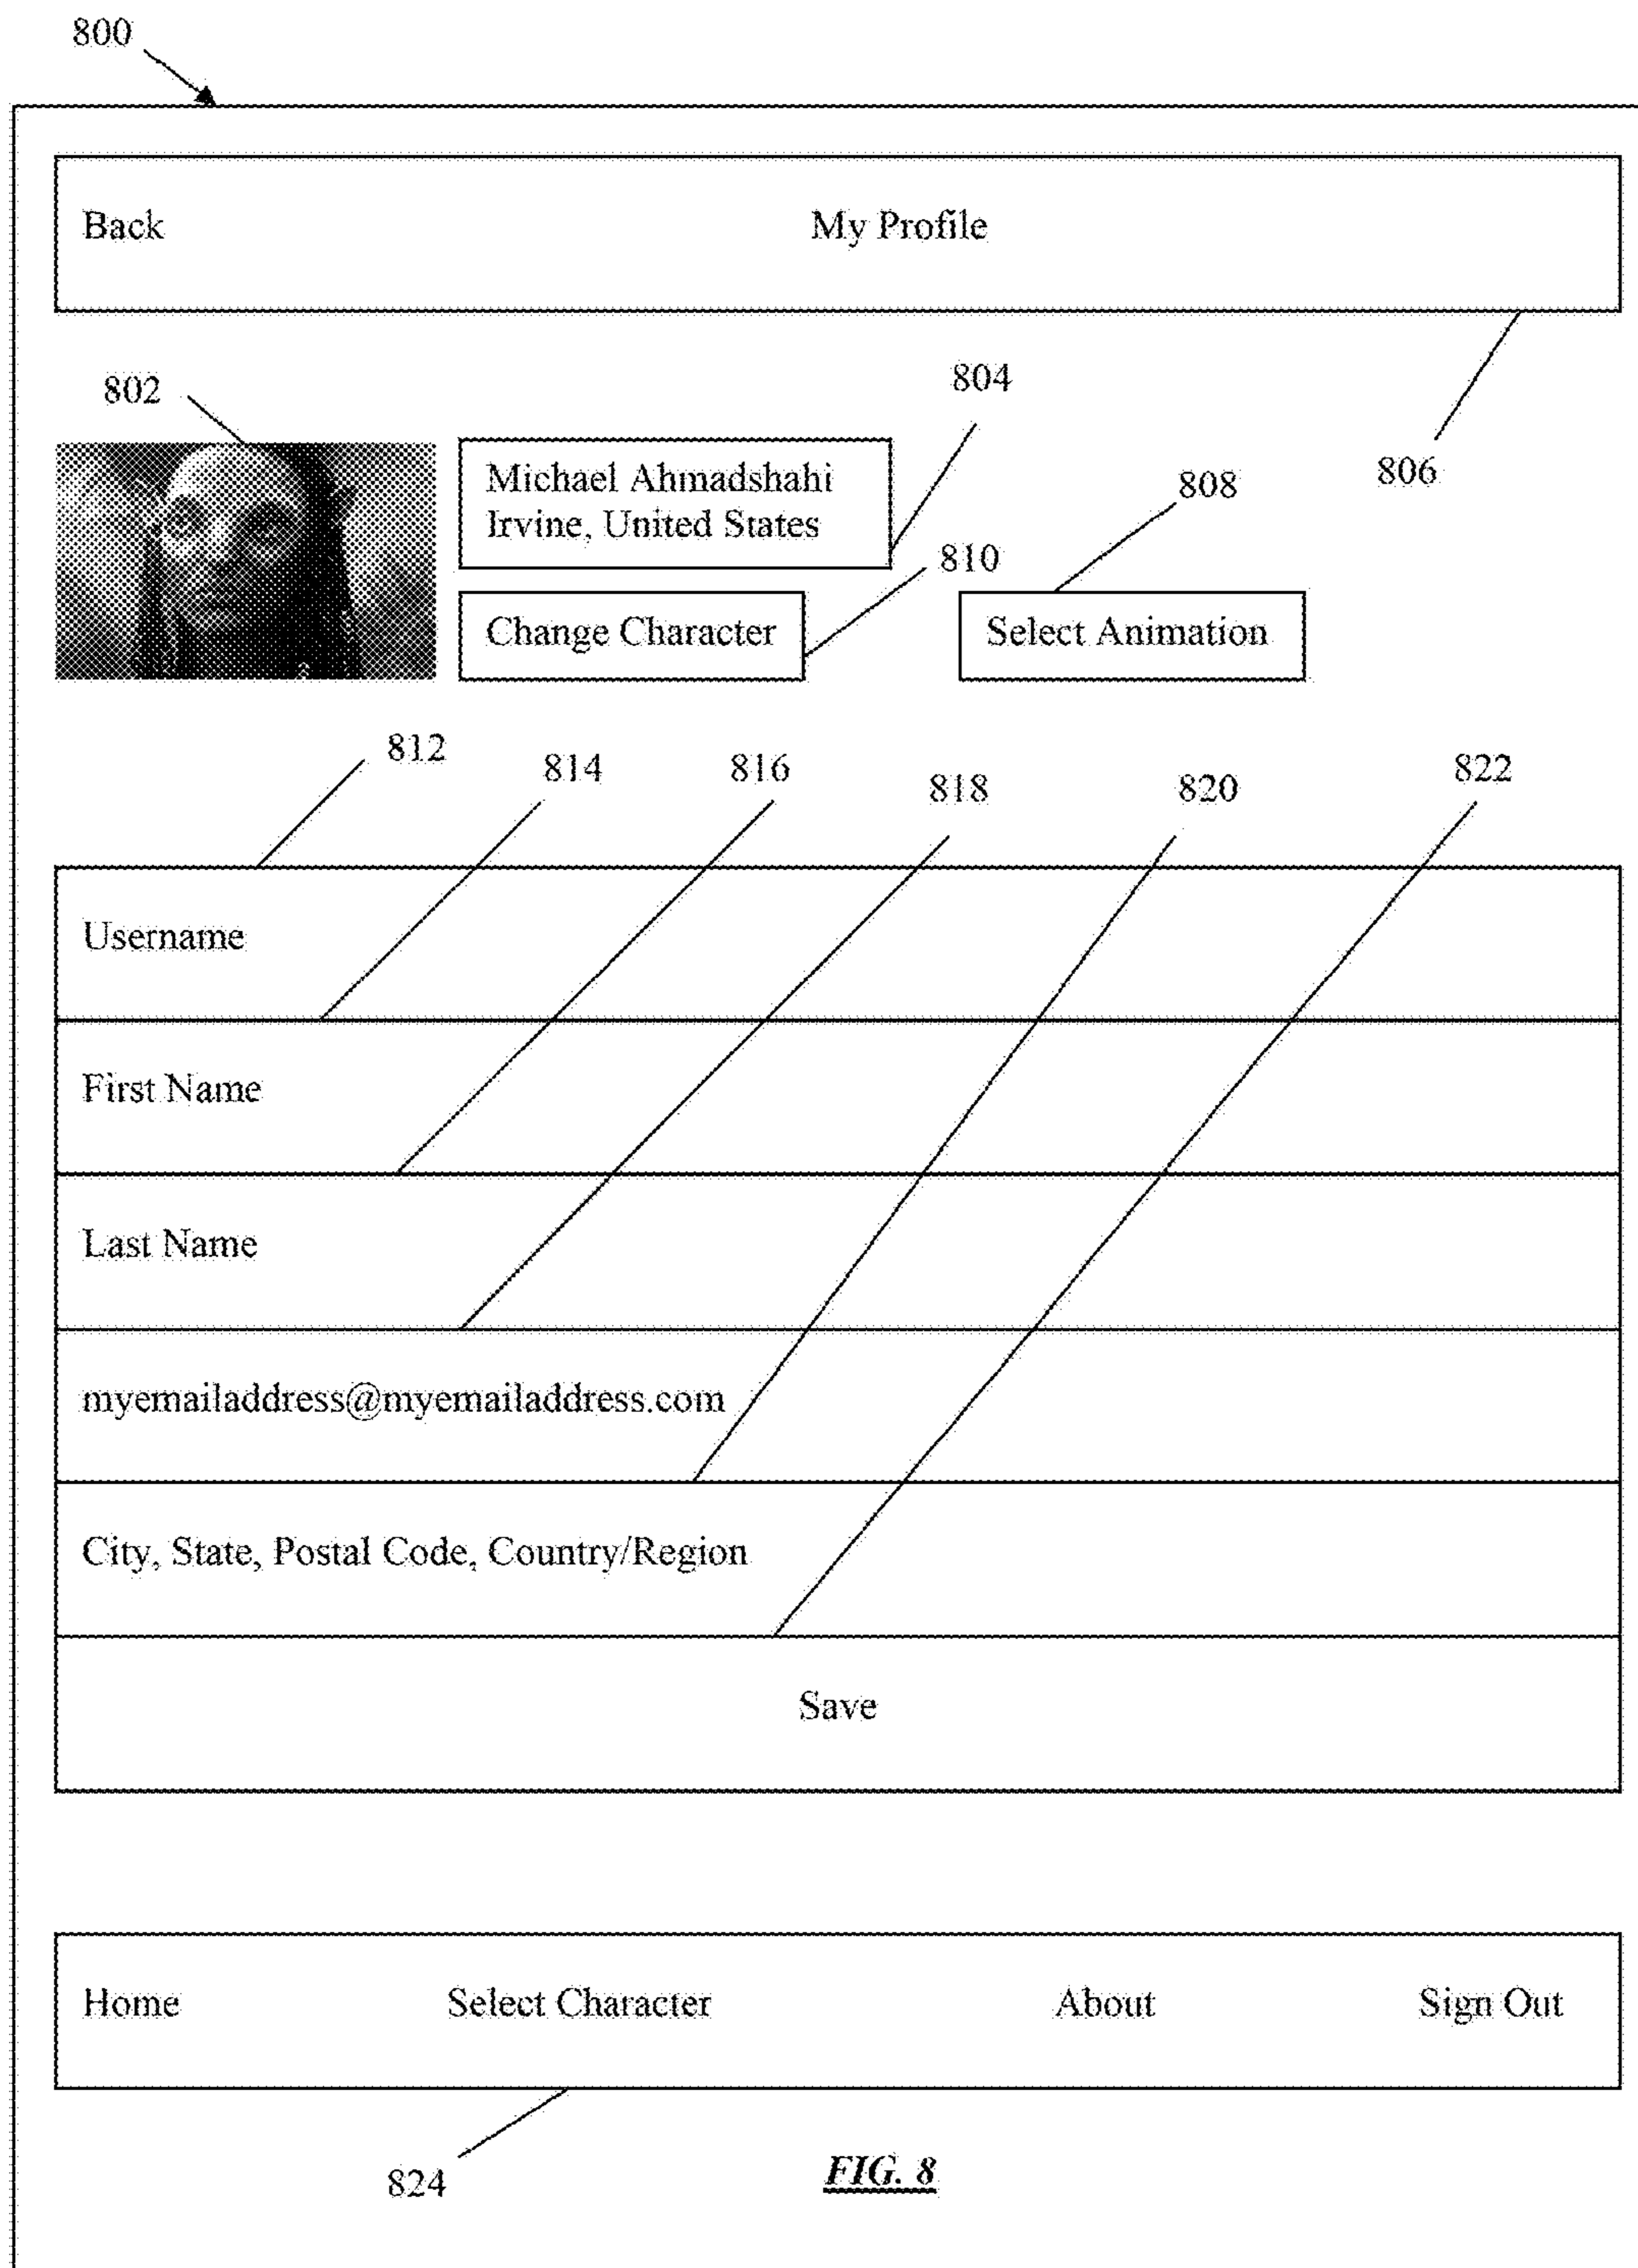 800
Back My Profile
802
804
806
Michael Ahmadshahi
Irvine, United States
808
810
Change Character
Select Animation
812
814
816
818
820
822
Username
First Name
Last Name
myemailaddress@myemailaddress.com
City, State, Postal Code, Country/Region
Save
Home Select Character About Sign Out
824
FIG. 8